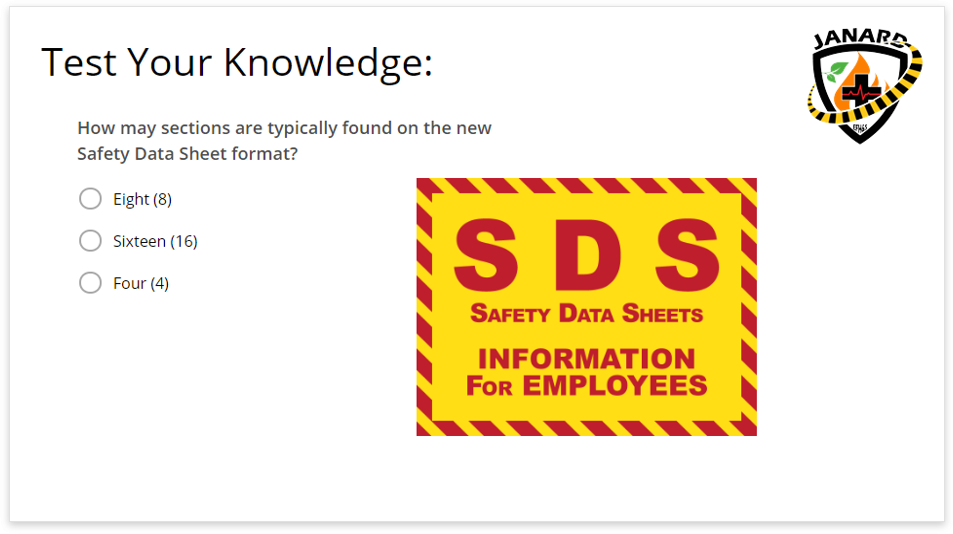 Test Your Knowledge:
JANARD
How may sections are typically found on the new
Safety Data Sheet format?
Eight (8)
Sixteen (16)
Four (4)
SDS
SAFETY DATA SHEETS
INFORMATION
FOR EMPLOYEES